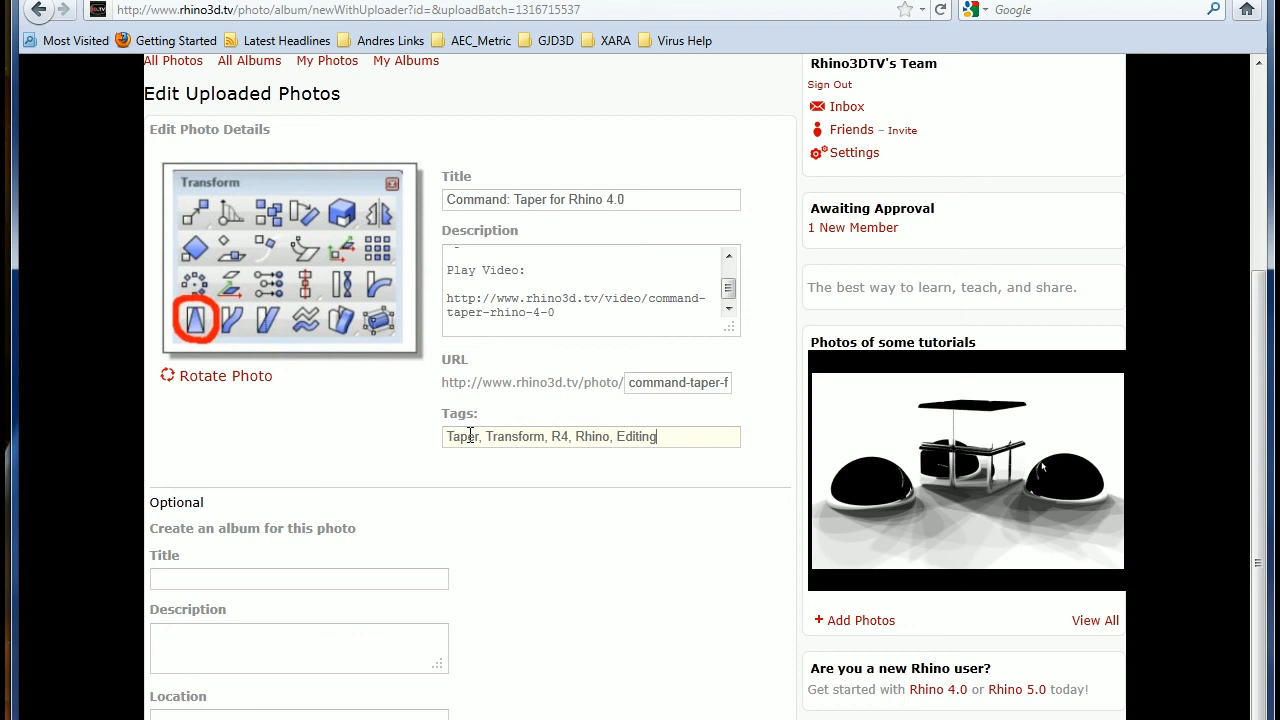 http://www.rhino3d.tv/photo/album/newWithUploader?id=&uploadBatch=1316715537
Google
Most Visited Getting Started Latest Headlines Andres Links AEC_Metric GJD3D XARA Virus Help
All Photos All Albums My Photos My Albums
Edit Uploaded Photos
Edit Photo Details
Transform
Rotate Photo
Title
Command: Taper for Rhino 4.0
Description
Play Video:
http://www.rhino3d.tv/video/command-
taper-rhino-4-0
URL
http://www.rhino3d.tv/photo/ command-taper-f
Tags:
Taper, Transform, R4, Rhino, Editing
Optional
Create an album for this photo
Title
Description
Location
Rhino3DTV's Team
Sign Out
Inbox
Friends – Invite
Settings
Awaiting Approval
1 New Member
The best way to learn, teach, and share.
Photos of some tutorials
+ Add Photos View All
Are you a new Rhino user?
Get started with Rhino 4.0 or Rhino 5.0 today!